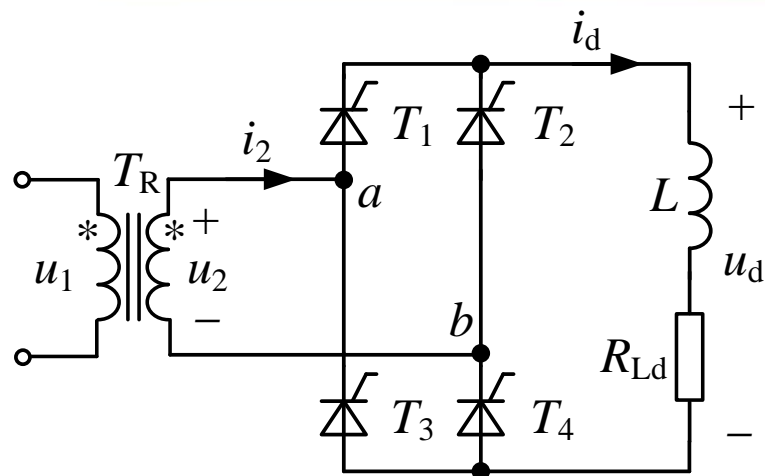 i_d
+
T_1
T_2
i_2
T_R
a
L
*
*
+
u_1
u_2
u_d
−
b
R_Ld
T_3
T_4
−